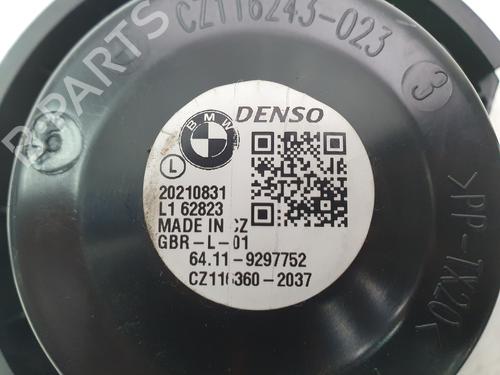 CZ116243-023
3
B-PARTS
BMW
DENSO
L
20210831
L1 62823
MADE IN CZ
GBR-L-01
64.11-9297752
CZ116360-2037
>PP-TX20<